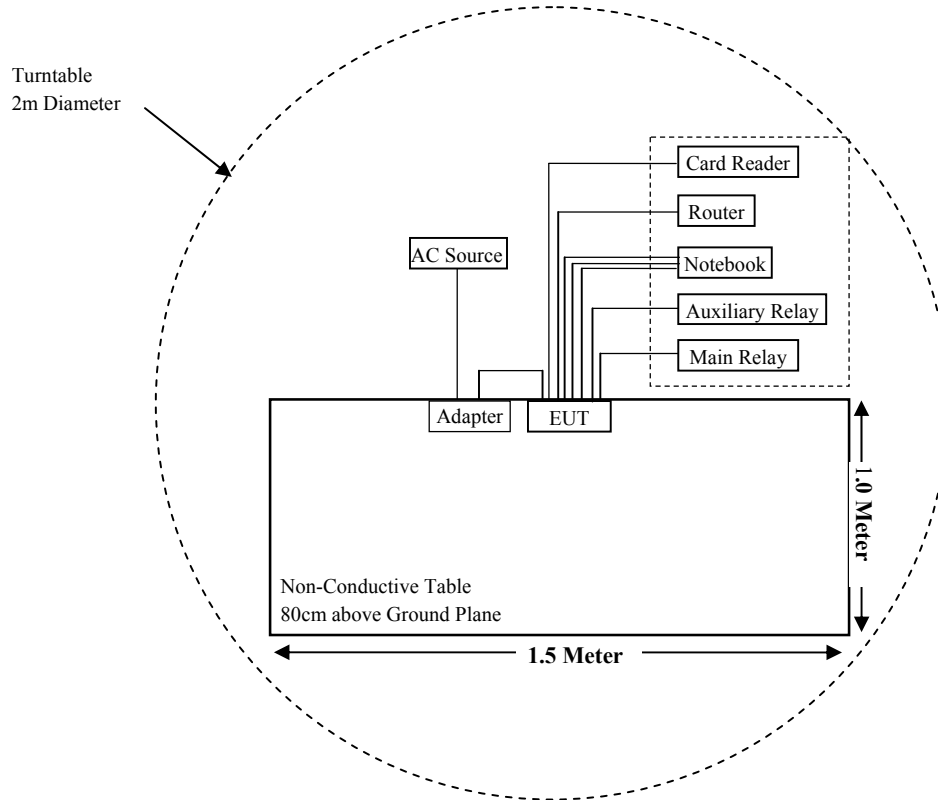 Turntable
2m Diameter
Card Reader
Router
AC Source
Notebook
Auxiliary Relay
Main Relay
Adapter
EUT
1.0 Meter
Non-Conductive Table
80cm above Ground Plane
1.5 Meter